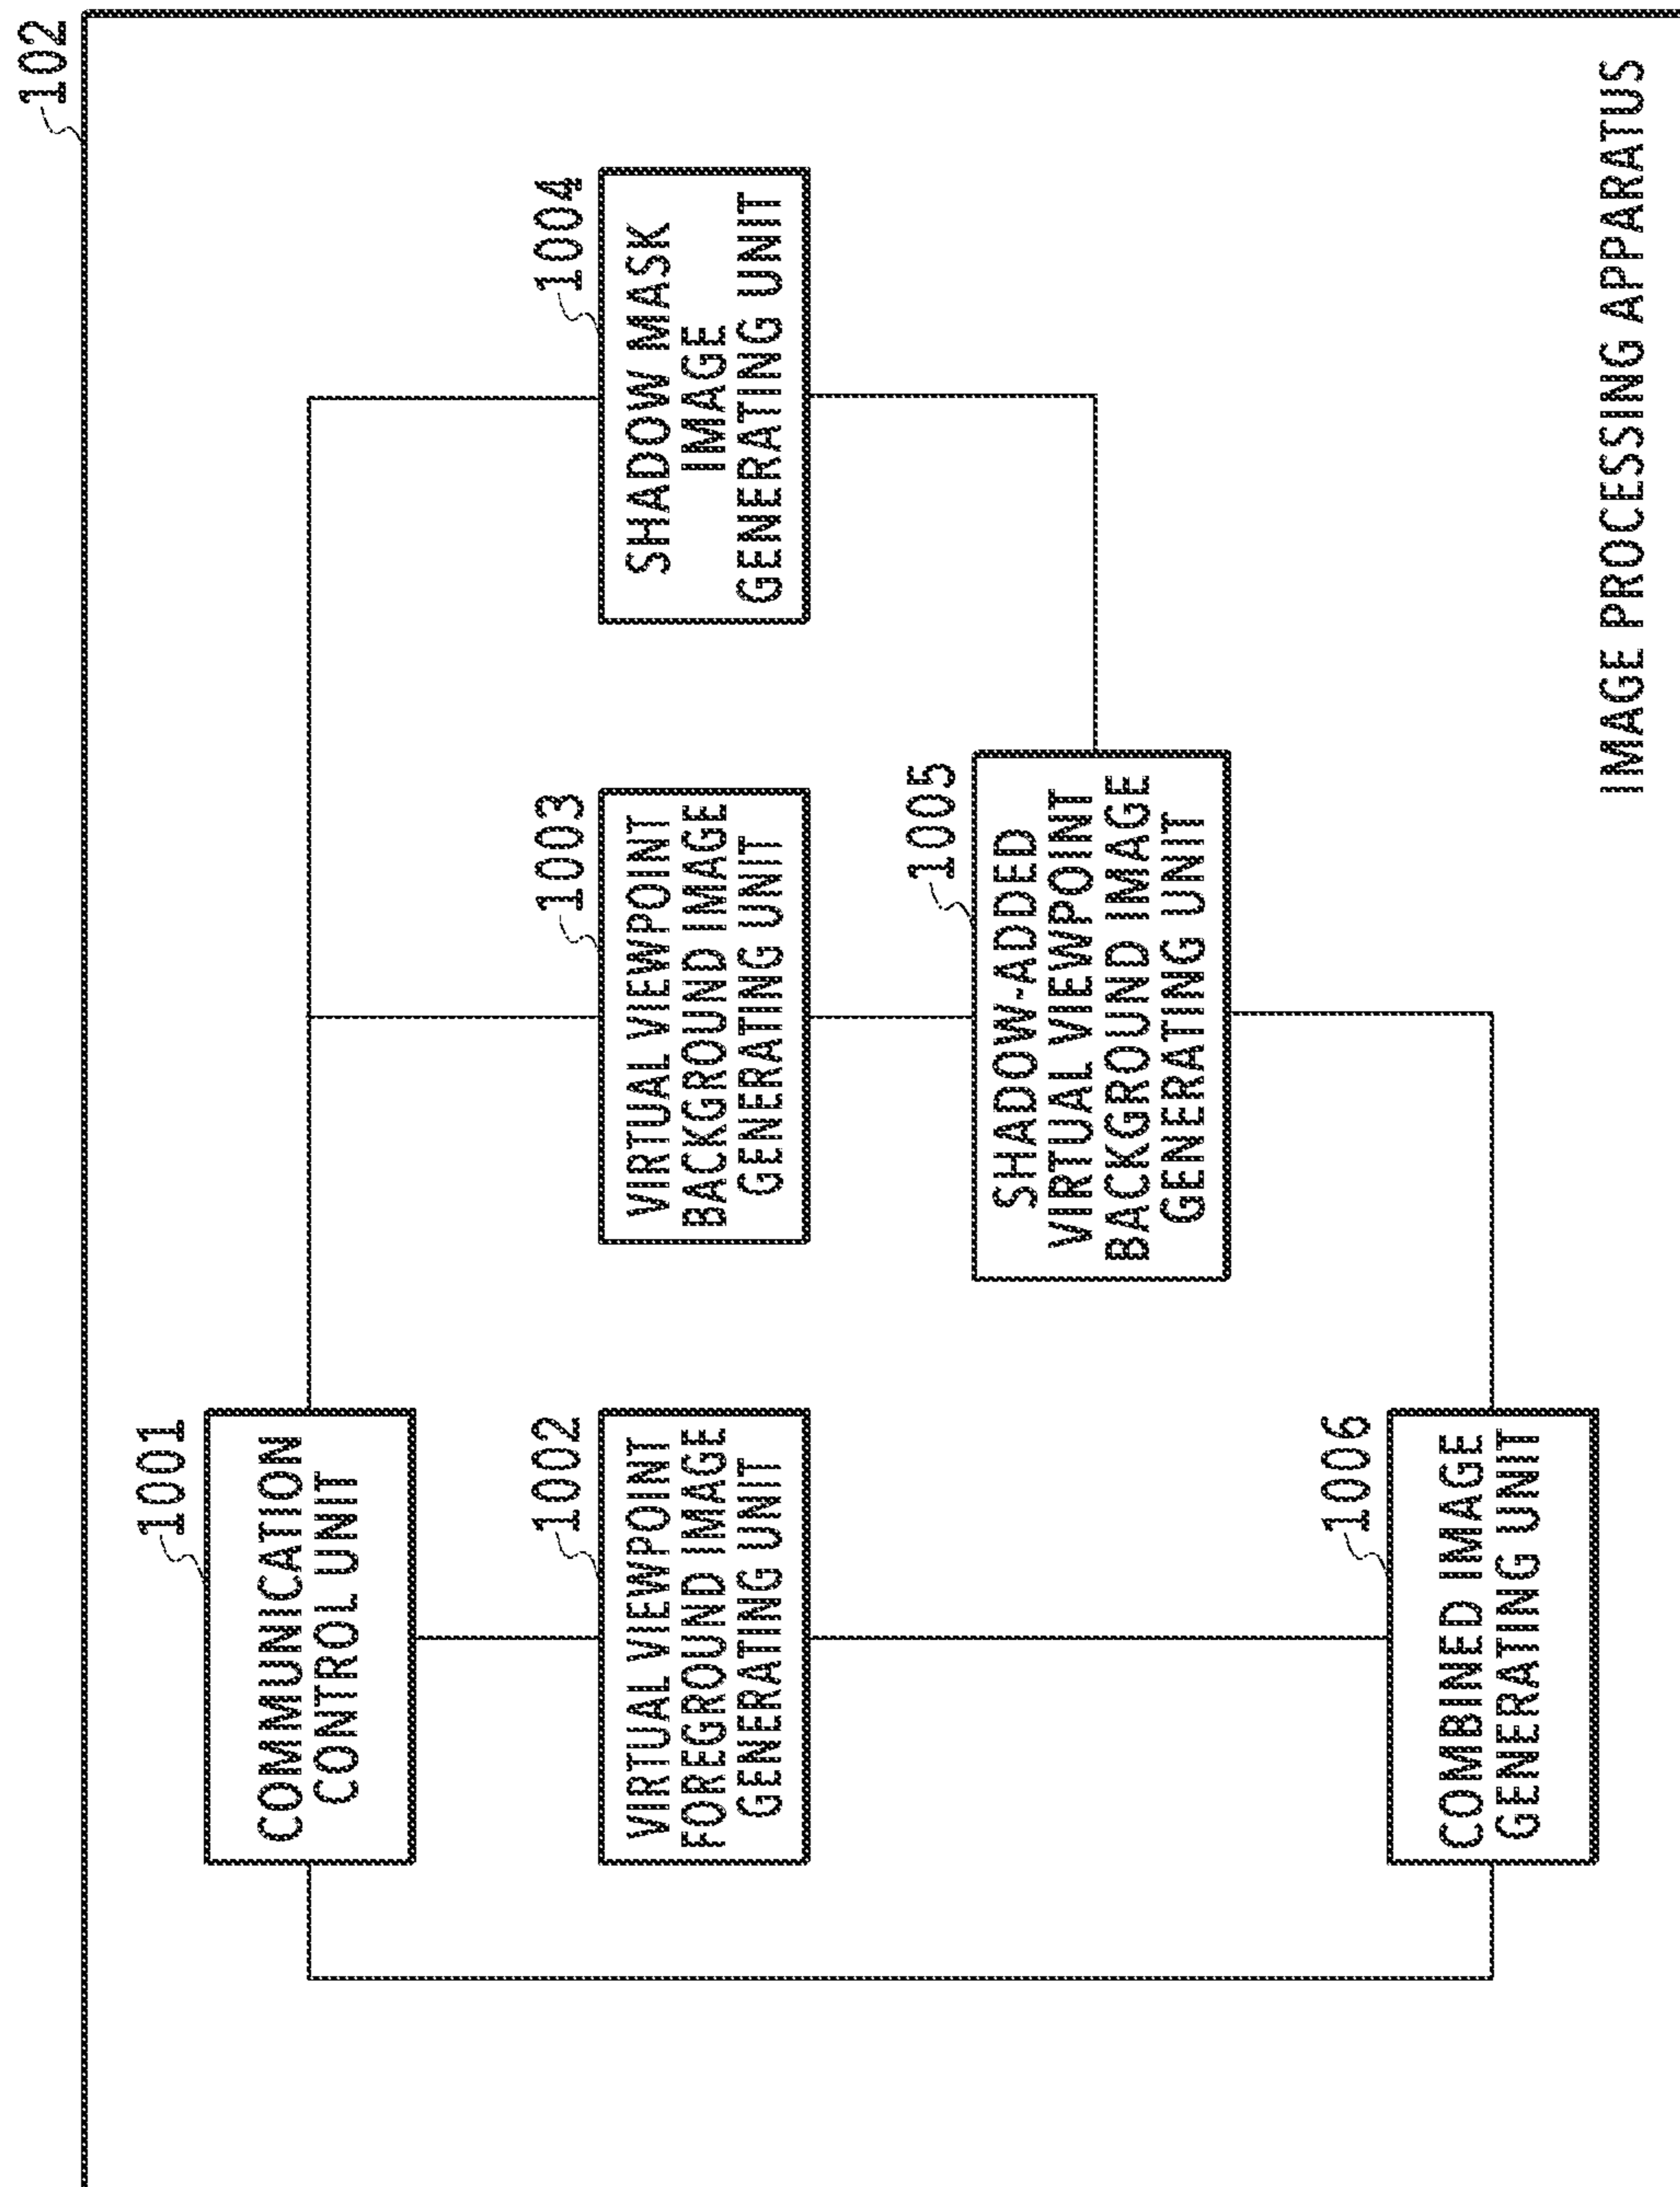 102
1001
COMMUNICATION
CONTROL UNIT
1002
VIRTUAL VIEWPOINT
FOREGROUND IMAGE
GENERATING UNIT
1003
VIRTUAL VIEWPOINT
BACKGROUND IMAGE
GENERATING UNIT
1004
SHADOW MASK
IMAGE
GENERATING UNIT
1005
SHADOW-ADDED
VIRTUAL VIEWPOINT
BACKGROUND IMAGE
GENERATING UNIT
1006
COMBINED IMAGE
GENERATING UNIT
IMAGE PROCESSING APPARATUS